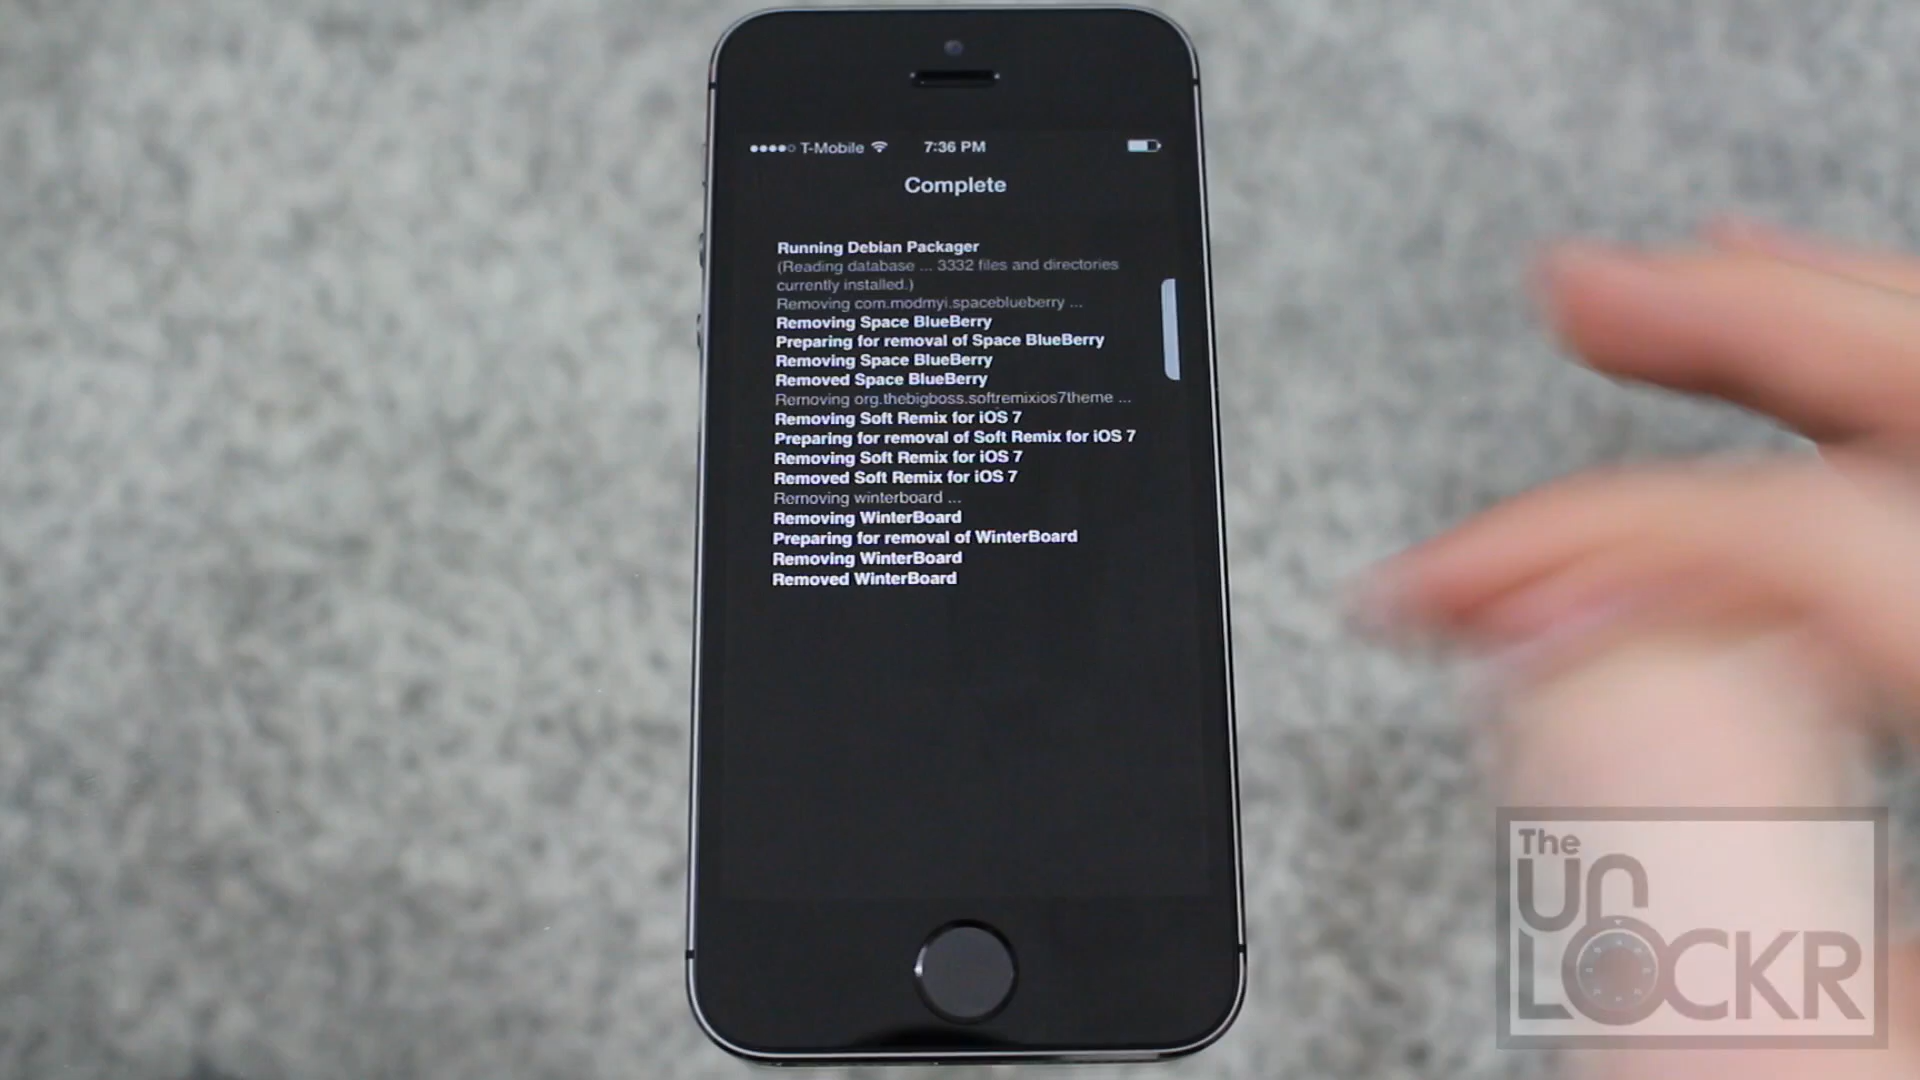 T-Mobile 7:36 PM
Complete
Running Debian Packager
(Reading database ... 3332 files and directories
currently installed.)
Removing com.modmyi.spaceblueberry ...
Removing Space BlueBerry
Preparing for removal of Space BlueBerry
Removing Space BlueBerry
Removed Space BlueBerry
Removing org.thebigboss.softremixios7theme ...
Removing Soft Remix for iOS 7
Preparing for removal of Soft Remix for iOS 7
Removing Soft Remix for iOS 7
Removed Soft Remix for iOS 7
Removing winterboard ...
Removing WinterBoard
Preparing for removal of WinterBoard
Removing WinterBoard
Removed WinterBoard
The
UN
LOCKR